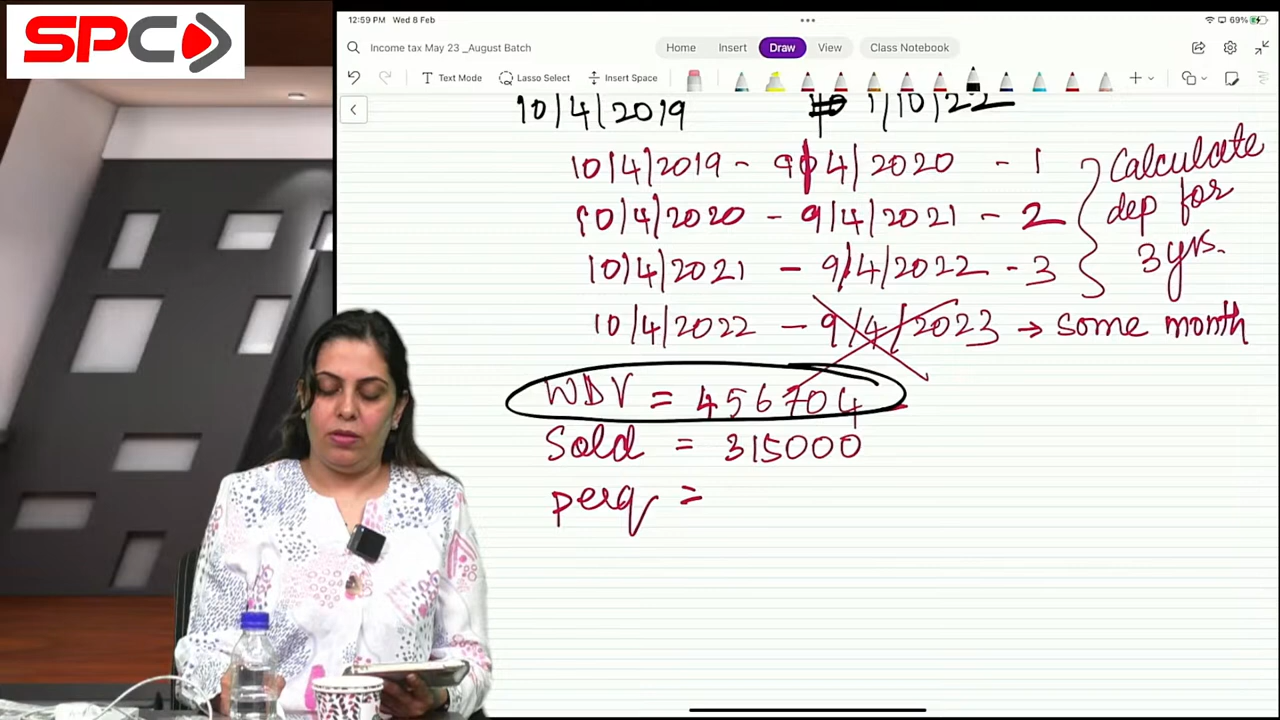 SPC
12:59 PM Wed 8 Feb
69%
Income tax May 23 _August Batch
Home Insert Draw View Class Notebook
Text Mode Lasso Select Insert Space
10/4/2019 1/10/22
10/4/2019 - 9/4/2020 - 1
10/4/2020 - 9/4/2021 - 2
10/4/2021 - 9/4/2022 - 3
Calculate
dep for
3 yrs.
10/4/2022 - 9/4/2023 → some month
WDV = 456704
Sold = 315000
perq =